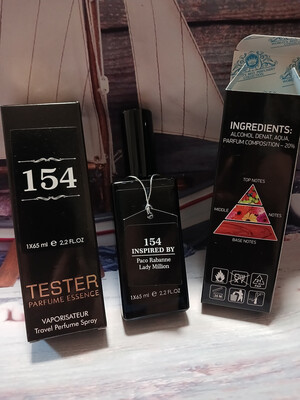 154
1X65 ml ℮ 2.2 FL.OZ
TESTER
PARFUME ESSENCE
VAPORISATEUR
Travel Perfume Spray
154
INSPIRED BY
Paco Rabanne
Lady Million
1X65 ml ℮ 2.2 FL.OZ
INGREDIENTS:
ALCOHOL DENAT, AQUA,
PARFUM COMPOSITION – 20%
TOP NOTES
MIDDLE NOTES
BASE NOTES